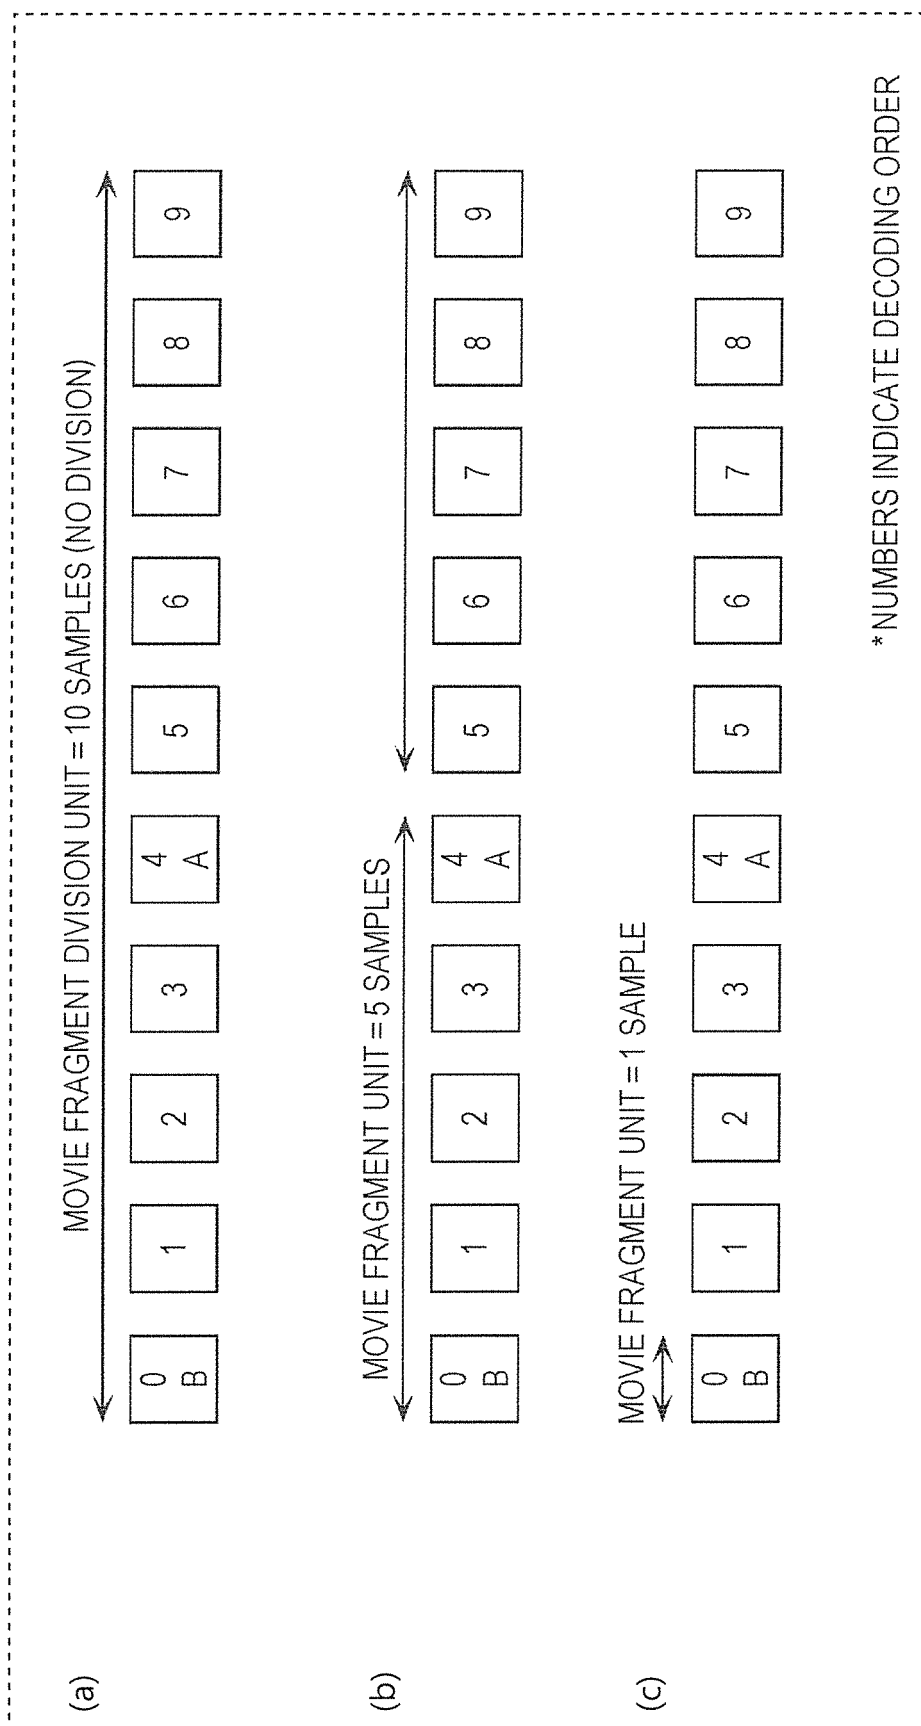 (a)
MOVIE FRAGMENT DIVISION UNIT = 10 SAMPLES (NO DIVISION)
0 1 2 3 4 5 6 7 8 9
B A
(b)
MOVIE FRAGMENT UNIT = 5 SAMPLES
0 1 2 3 4 5 6 7 8 9
B A
(c)
MOVIE FRAGMENT UNIT = 1 SAMPLE
0 1 2 3 4 5 6 7 8 9
B A
*NUMBERS INDICATE DECODING ORDER